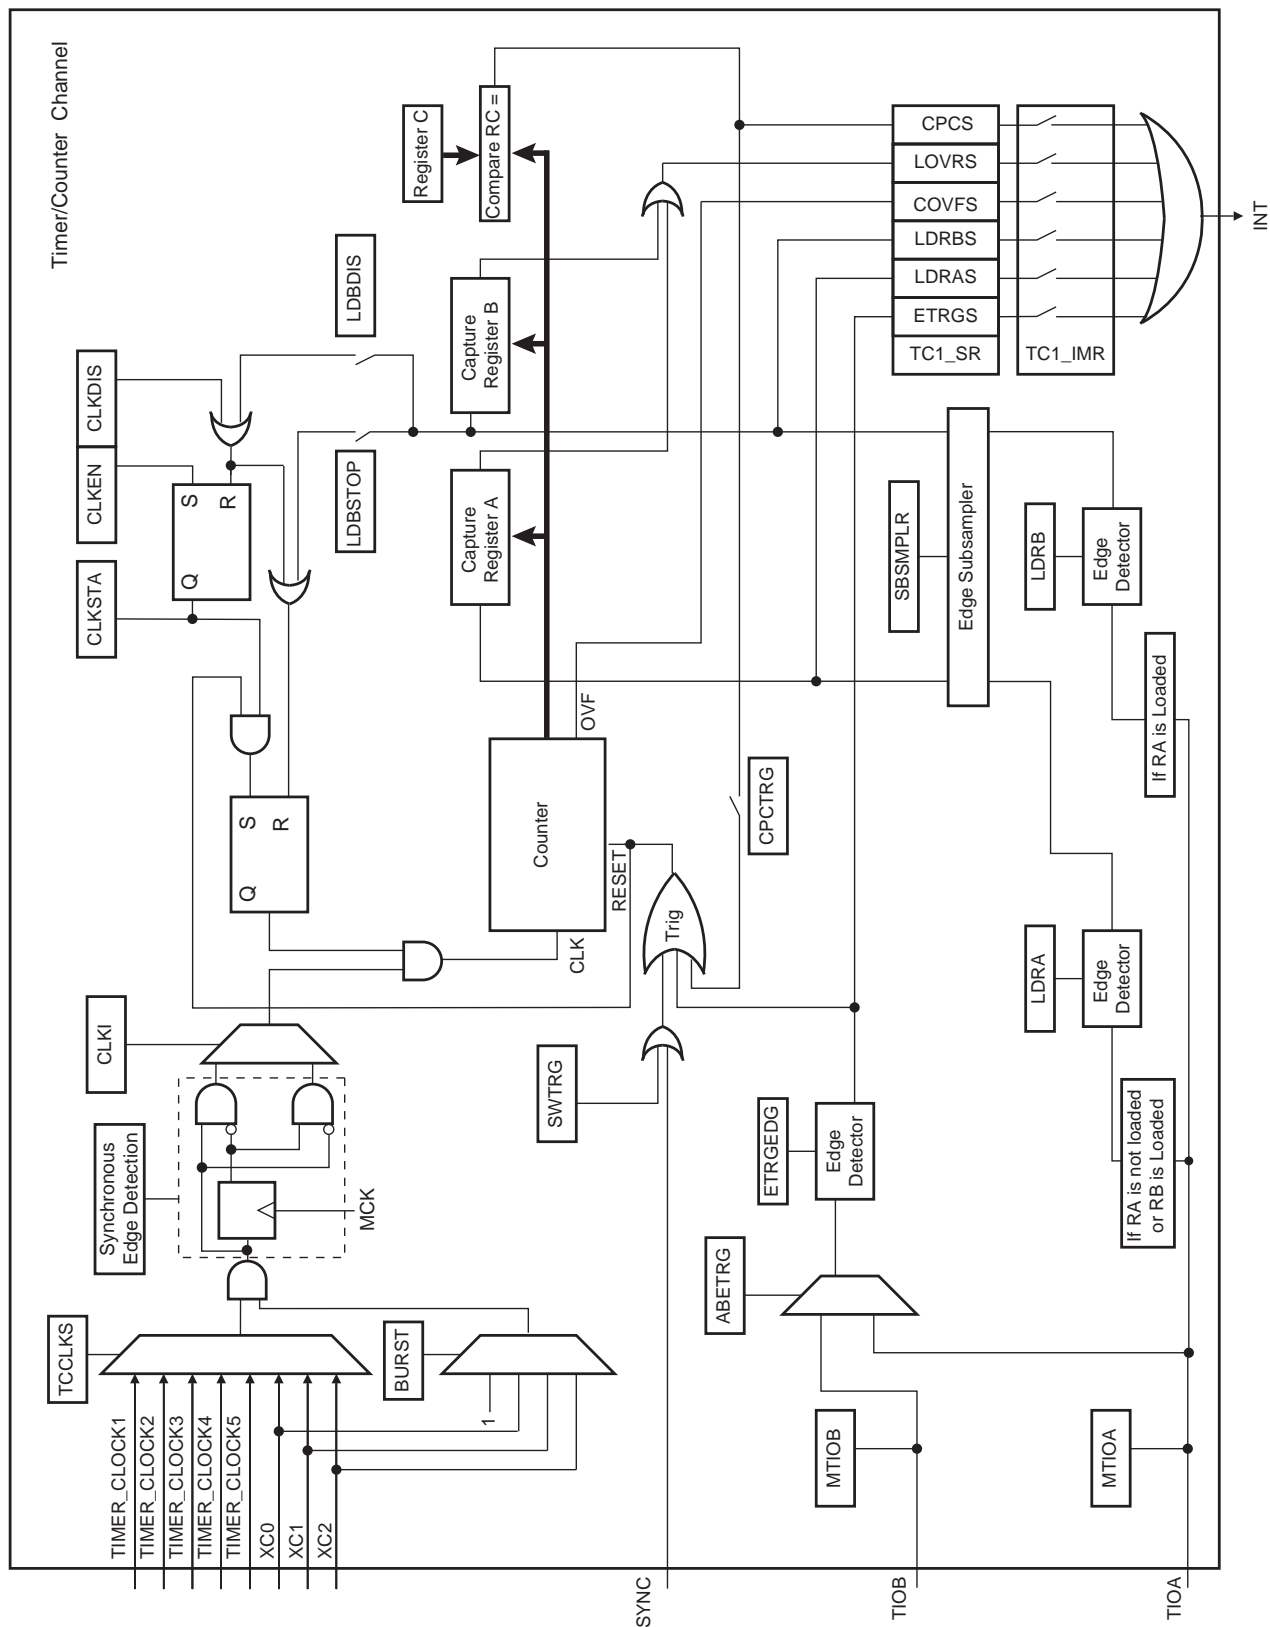 Timer/Counter Channel
TIMER_CLOCK1
TIMER_CLOCK2
TIMER_CLOCK3
TIMER_CLOCK4
TIMER_CLOCK5
XC0
XC1
XC2
TCCLKS
BURST
1
Synchronous
Edge Detection
MCK
CLKI
CLKSTA
CLKEN
CLKDIS
Q
S
R
Q
S
R
LDBSTOP
LDBDIS
Register C
Compare RC =
Capture
Register A
Capture
Register B
Counter
CLK
OVF
RESET
Trig
SWTRG
CPCTRG
SYNC
TIOB
TIOA
MTIOB
MTIOA
ABETRG
ETRGEDG
Edge
Detector
SBSMPLR
Edge Subsampler
LDRA
Edge
Detector
If RA is not loaded
or RB is Loaded
LDRB
Edge
Detector
If RA is Loaded
CPCS
LOVRS
COVFS
LDRBS
LDRAS
ETRGS
TC1_SR
TC1_IMR
INT